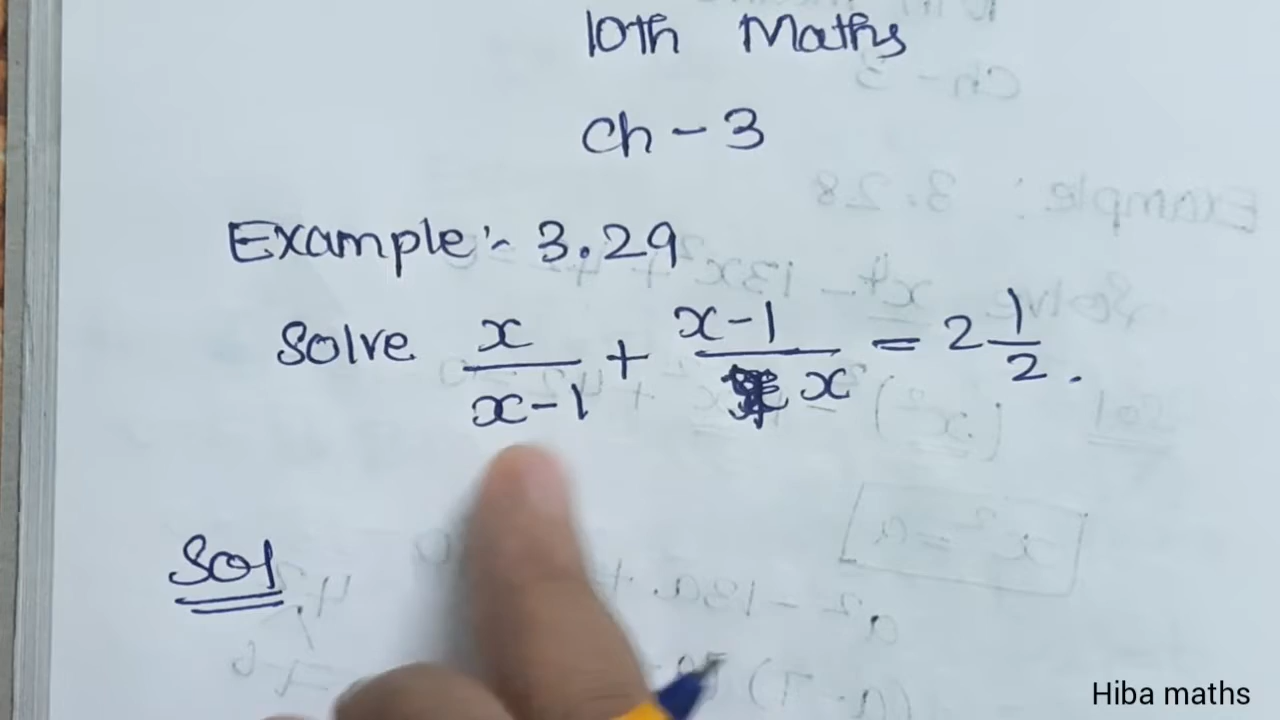 10th Maths
Ch - 3
Example :- 3.29
Solve x/(x-1) + (x-1)/x = 2 1/2.
Sol
Hiba maths